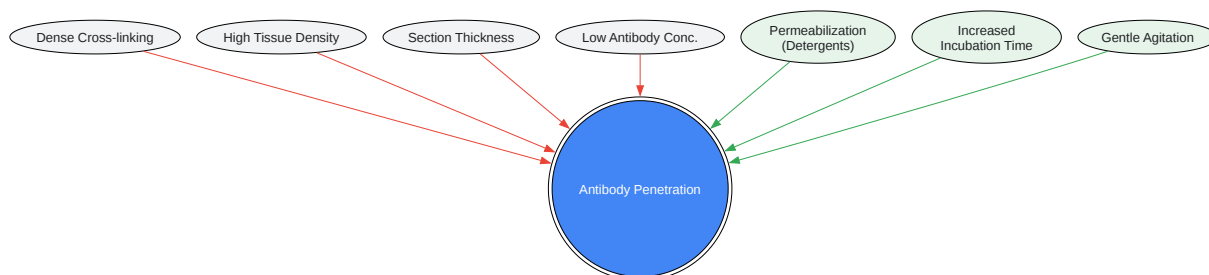 Dense Cross-linking
High Tissue Density
Section Thickness
Low Antibody Conc.
Permeabilization
(Detergents)
Increased
Incubation Time
Gentle Agitation
Antibody Penetration